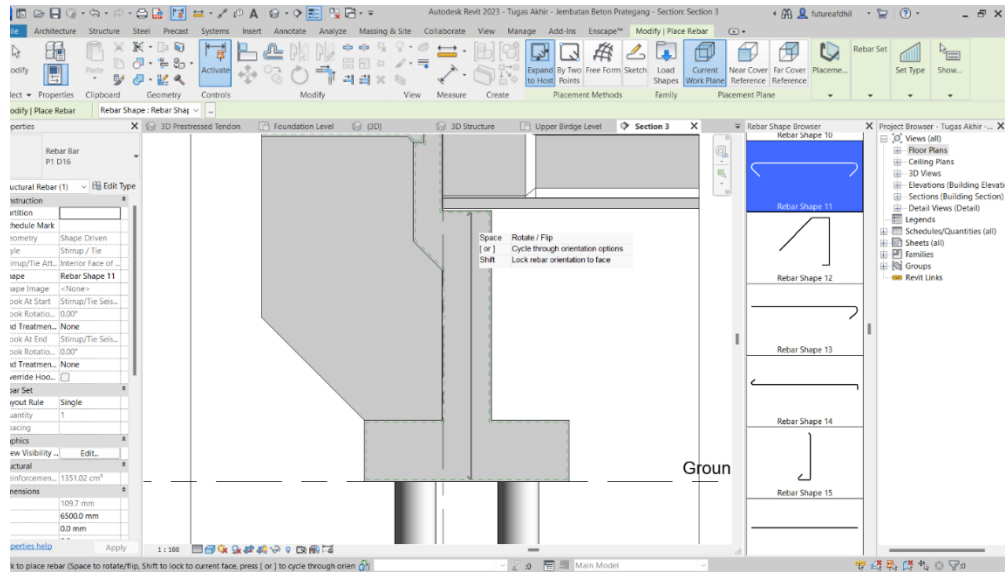 Autodesk Revit 2023 - Tugas Akhir - Jembatan Beton Prategang - Section: Section 3
futureafdhil
Architecture Structure Steel Precast Systems Insert Annotate Analyze Massing & Site Collaborate View Manage Add-Ins Enscape™ Modify | Place Rebar
odify
Paste
Activate
Expand to Host
By Two Points
Free Form
Sketch
Load Shapes
Current Work Plane
Near Cover Reference
Far Cover Reference
Placeme...
Rebar Set
Set Type
Show...
lect Properties Clipboard Geometry Controls Modify View Measure Create Placement Methods Family Placement Plane
odify | Place Rebar Rebar Shape : Rebar Shap
operties X
3D Prestressed Tendon Foundation Level {3D} 3D Structure Upper Birdge Level Section 3 X
Rebar Shape Browser X
Project Browser - Tugas Akhir -... X
Rebar Bar
P1 D16
uctural Rebar (1) Edit Type
nstruction
artition
chedule Mark
eometry Shape Driven
yle Stirrup / Tie
irrup/Tie Att... Interior Face of ...
hape Rebar Shape 11
hape Image <None>
ook At Start Stirrup/Tie Seis...
ook Rotatio... 0.00°
nd Treatmen... None
ook At End Stirrup/Tie Seis...
ook Rotatio... 0.00°
nd Treatmen... None
verride Hoo...
bar Set
yout Rule Single
uantity 1
pacing
aphics
ew Visibility ... Edit...
uctural
einforcemen... 1351.02 cm³
mensions
109.7 mm
6500.0 mm
0.0 mm
perties help Apply
Space Rotate / Flip
[ or ] Cycle through orientation options
Shift Lock rebar orientation to face
Groun
Rebar Shape 10
Rebar Shape 11
Rebar Shape 12
Rebar Shape 13
Rebar Shape 14
Rebar Shape 15
Views (all)
Floor Plans
Ceiling Plans
3D Views
Elevations (Building Elevati
Sections (Building Section)
Detail Views (Detail)
Legends
Schedules/Quantities (all)
Sheets (all)
Families
Groups
Revit Links
1 : 100
k to place rebar (Space to rotate/flip, Shift to lock to current face, press [ or ] to cycle through orien
:0 Main Model
:0